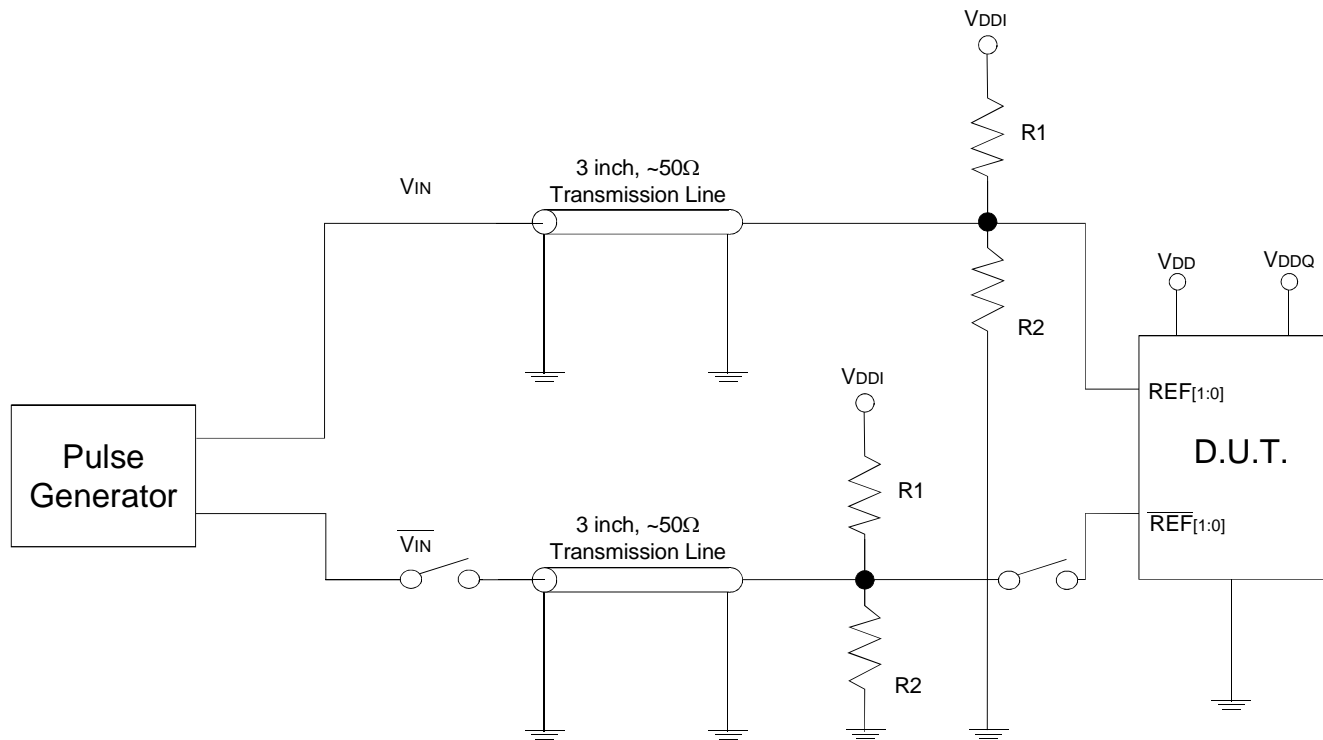 VDDI
R1
3 inch, ~50Ω
Transmission Line
VIN
R2
VDD
VDDQ
REF[1:0]
D.U.T.
REF[1:0]
Pulse
Generator
VDDI
R1
3 inch, ~50Ω
Transmission Line
VIN
R2